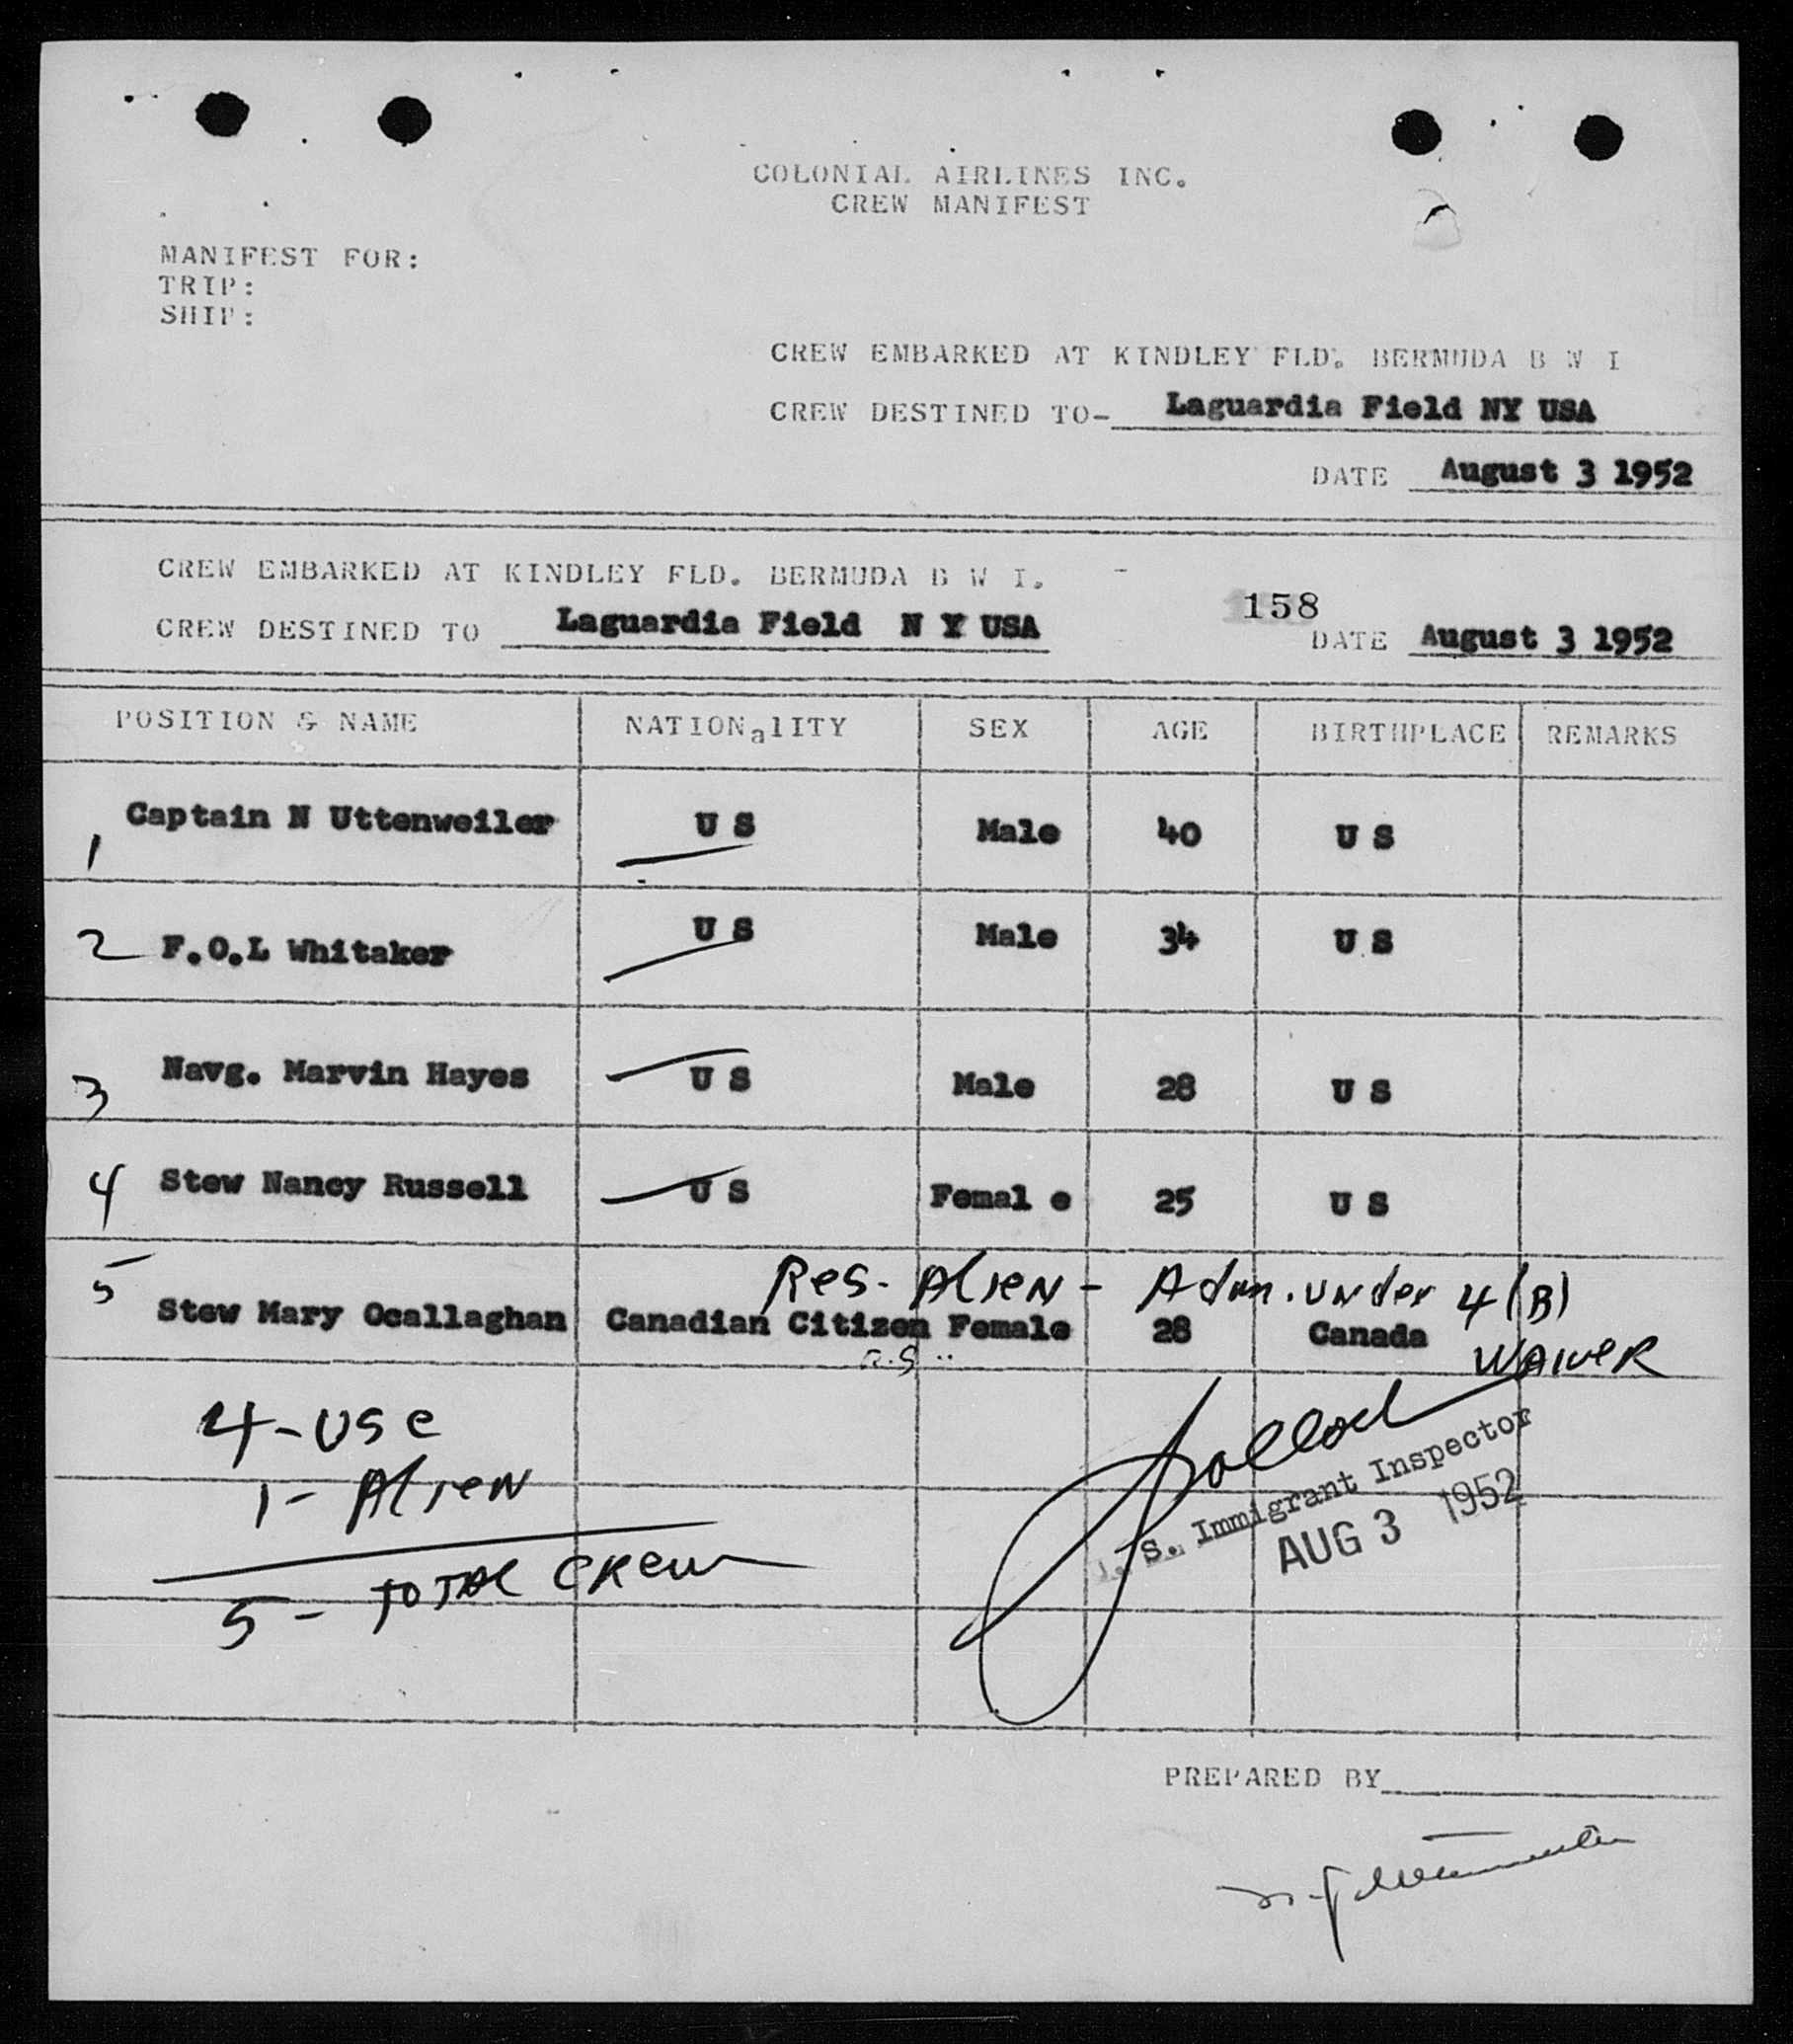 COLONIAL AIRLINES INC.
CREW MANIFEST
MANIFEST FOR:
TRIP:
SHIP:
CREW EMBARKED AT KINDLEY FLD. BERMUDA B W I
CREW DESTINED TO- Laguardia Field NY USA
DATE August 3 1952
CREW EMBARKED AT KINDLEY FLD. BERMUDA B W I.
158
CREW DESTINED TO Laguardia Field N Y USA DATE August 3 1952
POSITION & NAME NATIONalITY SEX AGE BIRTHPLACE REMARKS
1 Captain N Uttenweiler U S Male 40 U S
2 F.O.L Whitaker U S Male 34 U S
3 Navg. Marvin Hayes U S Male 28 U S
4 Stew Nancy Russell U S Femal e 25 U S
Res. Alien - Adm. under 4(B)
5 Stew Mary Ocallaghan Canadian Citizen Female 28 Canada
Waiver
4 - USC
1 - Alien
5 - TOTAL CREW
S. Immigrant Inspector
AUG 3 1952
PREPARED BY